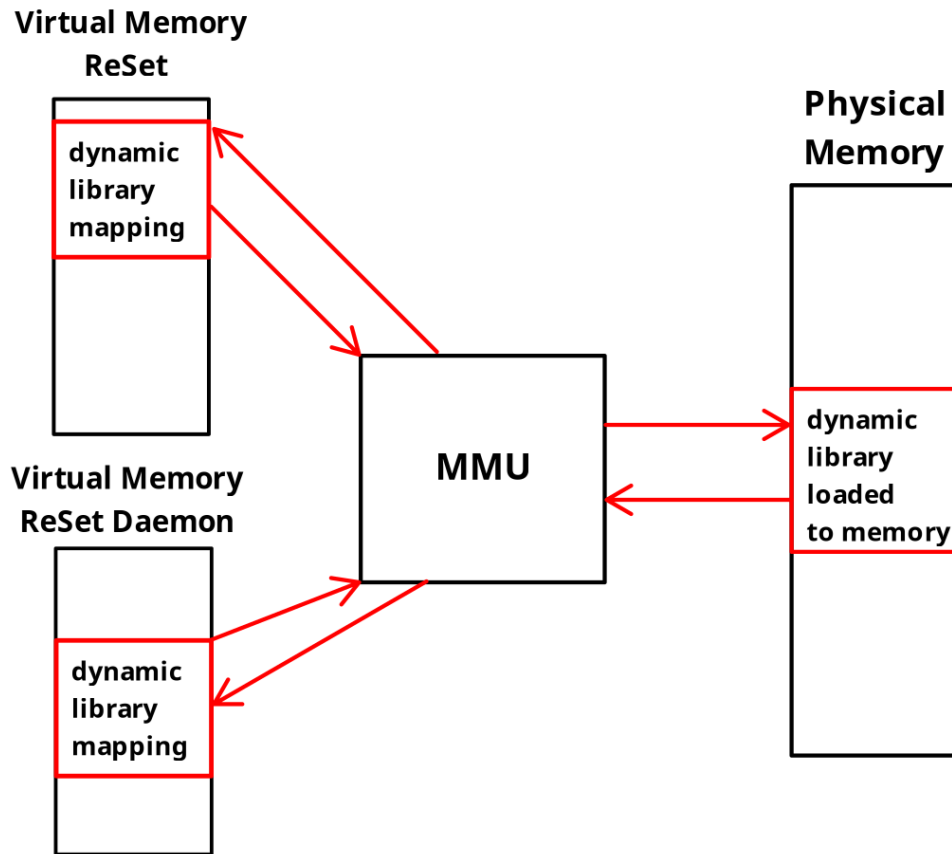 Virtual Memory
ReSet
dynamic
library
mapping
Physical
Memory
MMU
dynamic
library
loaded
to memory
Virtual Memory
ReSet Daemon
dynamic
library
mapping